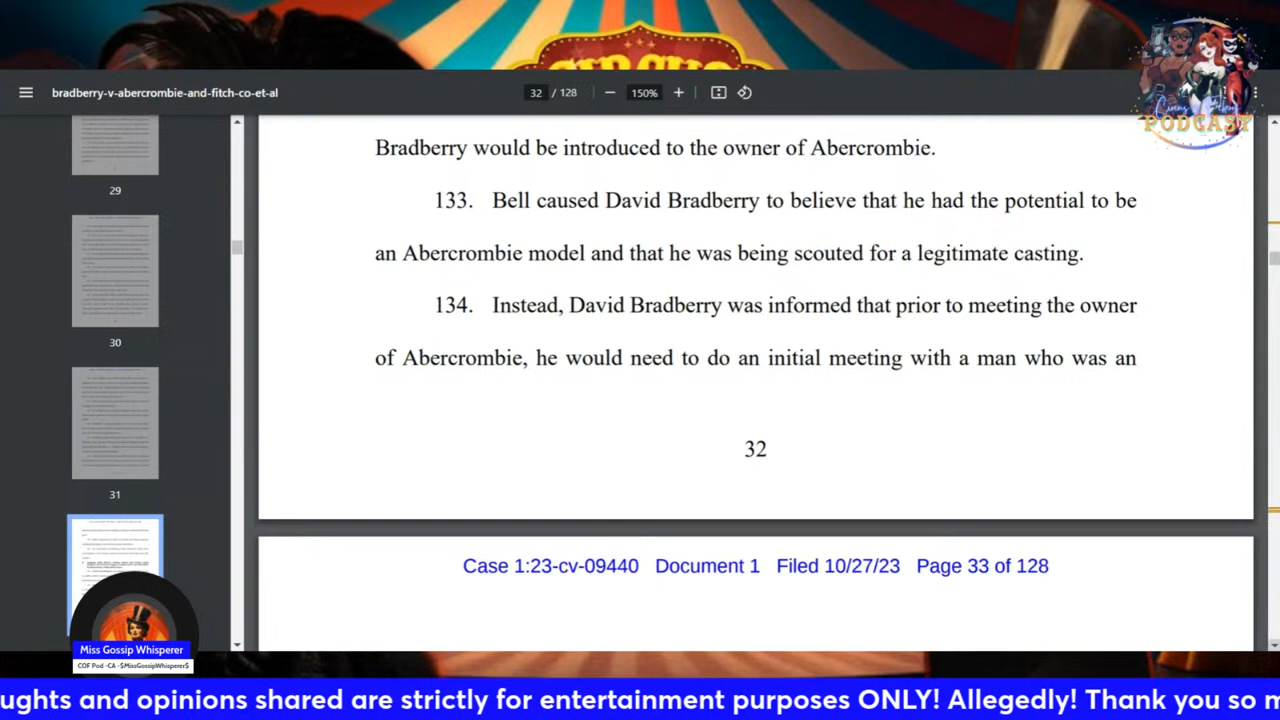 bradberry-v-abercrombie-and-fitch-co-et-al
32 / 128
150%
PODCAST
Bradberry would be introduced to the owner of Abercrombie.
133. Bell caused David Bradberry to believe that he had the potential to be
an Abercrombie model and that he was being scouted for a legitimate casting.
134. Instead, David Bradberry was informed that prior to meeting the owner
of Abercrombie, he would need to do an initial meeting with a man who was an
32
29
30
31
Case 1:23-cv-09440 Document 1 Filed 10/27/23 Page 33 of 128
Miss Gossip Whisperer
COF Pod -CA -$MissGossipWhisperer$
ughts and opinions shared are strictly for entertainment purposes ONLY! Allegedly! Thank you so